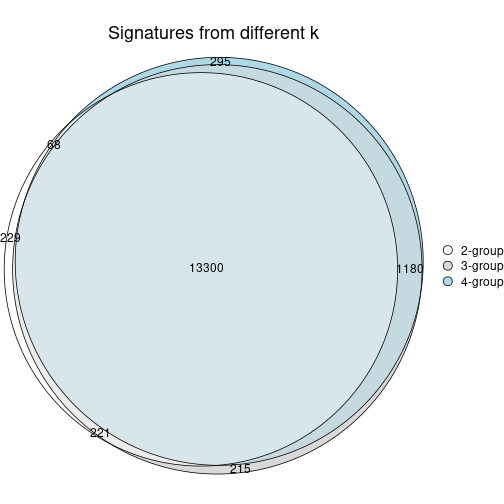 Signatures from different k
295
68
229
13300
1180
2-group
3-group
4-group
221
215